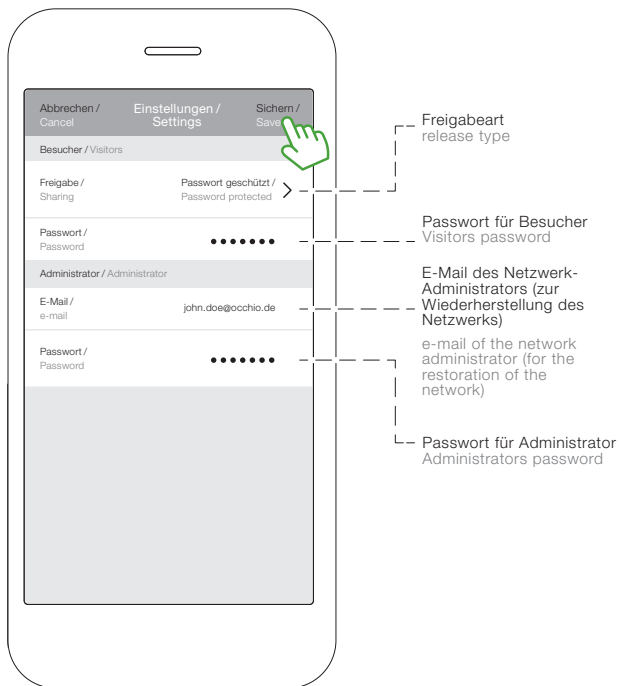 Abbrechen /
Cancel
Einstellungen /
Settings
Sichern /
Save
Besucher / Visitors
Freigabe /
Sharing
Passwort geschützt /
Password protected
Passwort /
Password
•••••••
Administrator / Administrator
E-Mail /
e-mail
john.doe@occhio.de
Passwort /
Password
•••••••
Freigabeart
release type
Passwort für Besucher
Visitors password
E-Mail des Netzwerk-
Administrators (zur
Wiederherstellung des
Netzwerks)
e-mail of the network
administrator (for the
restoration of the
network)
Passwort für Administrator
Administrators password